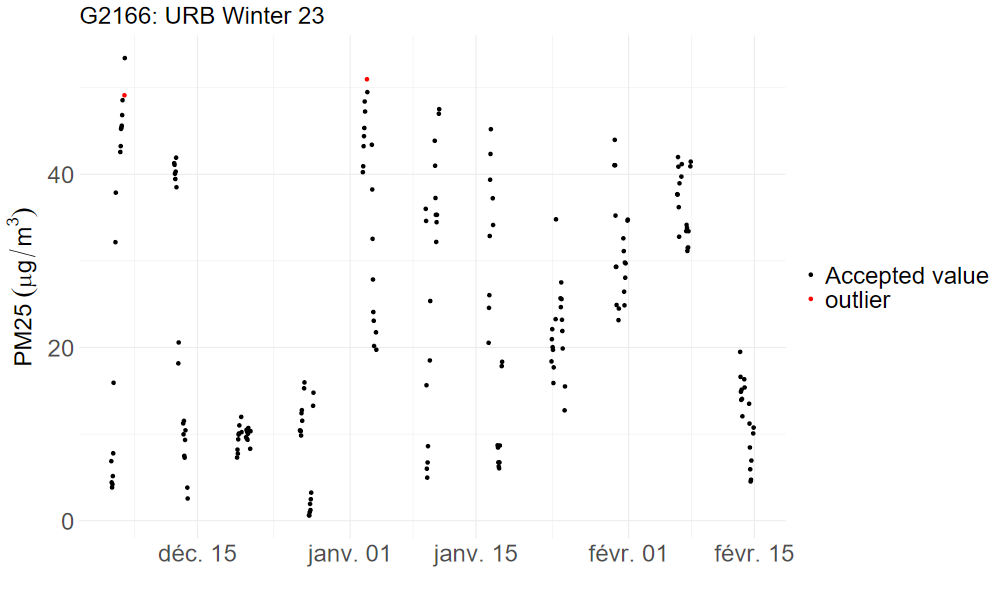 G2166: URB Winter 23
PM25 (μg/m³)
40
20
0
déc. 15
janv. 01
janv. 15
févr. 01
févr. 15
Accepted value
outlier